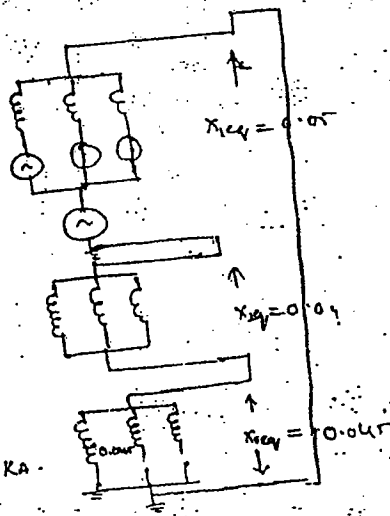 X₁eq = 0.05
X₂eq = 0.04
X₀eq = 0.045
0.045
KA.